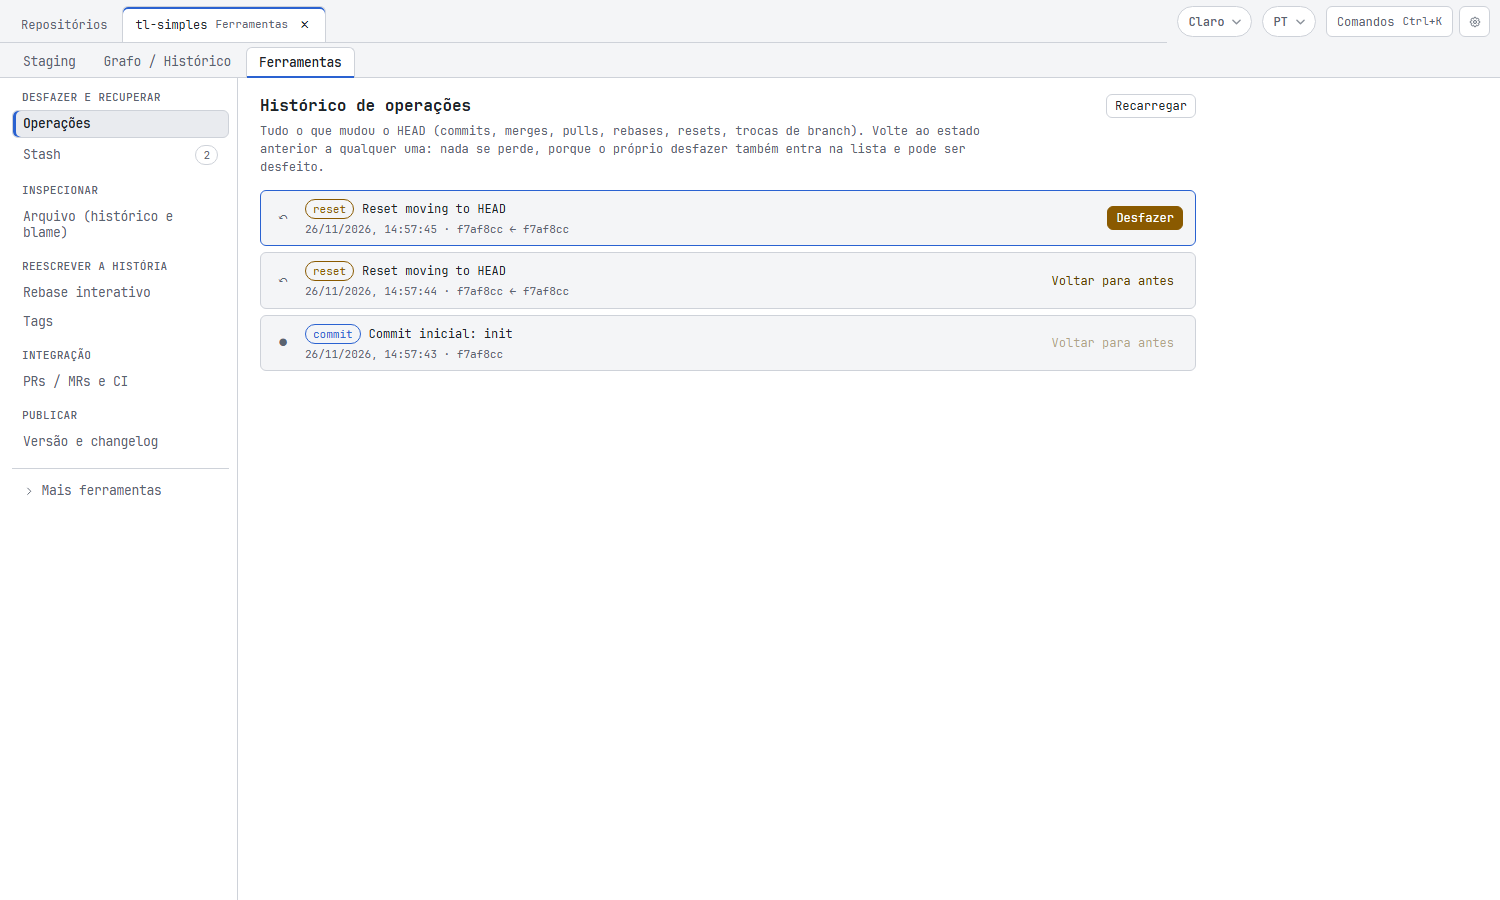 Repositórios
tl-simples Ferramentas ×
Claro
PT
Comandos Ctrl+K
Staging
Grafo / Histórico
Ferramentas
DESFAZER E RECUPERAR
Operações
Stash 2
INSPECIONAR
Arquivo (histórico e
blame)
REESCREVER A HISTÓRIA
Rebase interativo
Tags
INTEGRAÇÃO
PRs / MRs e CI
PUBLICAR
Versão e changelog
Mais ferramentas
Histórico de operações
Recarregar
Tudo o que mudou o HEAD (commits, merges, pulls, rebases, resets, trocas de branch). Volte ao estado
anterior a qualquer uma: nada se perde, porque o próprio desfazer também entra na lista e pode ser
desfeito.
reset Reset moving to HEAD
26/11/2026, 14:57:45 · f7af8cc ← f7af8cc
Desfazer
reset Reset moving to HEAD
26/11/2026, 14:57:44 · f7af8cc ← f7af8cc
Voltar para antes
commit Commit inicial: init
26/11/2026, 14:57:43 · f7af8cc
Voltar para antes